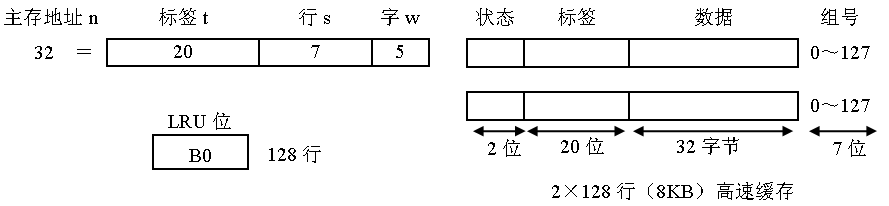 主存地址 n 标签 t 行 s 字 w 状态 标签 数据 组号
32 = 20 7 5 0～127
0～127
LRU 位
B0 128 行
2 位 20 位 32 字节 7 位
2×128 行（8KB）高速缓存